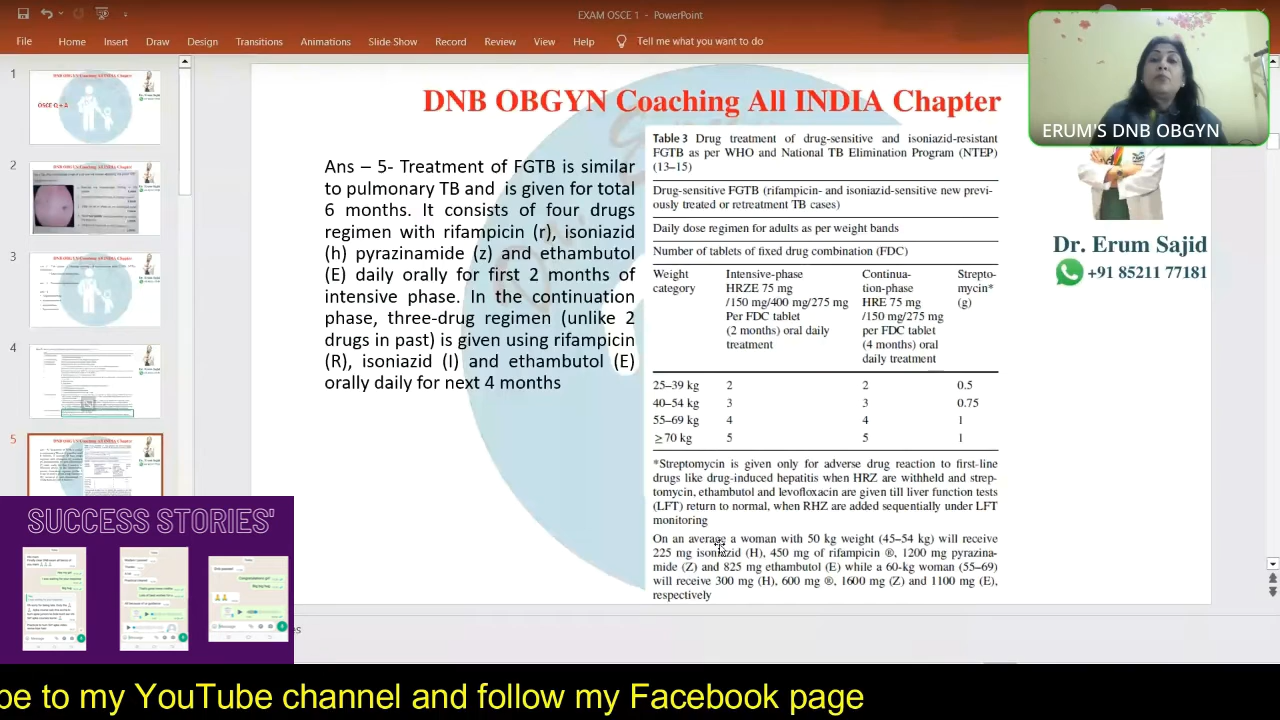 EXAM OSCE 1 - PowerPoint
File Home Insert Draw Design Transitions Animations Slide Show Record Review View Help Tell me what you want to do
ERUM'S DNB OBGYN
1
DNB OBGYN Coaching All INDIA Chapter
OSCE Q + A
2
3
4
5
DNB OBGYN Coaching All INDIA Chapter
Ans – 5- Treatment of FGTB is similar
to pulmonary TB and is given for total
6 months. It consists of four drugs
regimen with rifampicin (r), isoniazid
(h) pyrazinamide (z) and ethambutol
(E) daily orally for first 2 months of
intensive phase. In the continuation
phase, three-drug regimen (unlike 2
drugs in past) is given using rifampicin
(R), isoniazid (I) and ethambutol (E)
orally daily for next 4 months
Table 3 Drug treatment of drug-sensitive and isoniazid-resistant
FGTB as per WHO and National TB Elimination Program (NTEP)
(13–15)
Drug-sensitive FGTB (rifampicin- and isoniazid-sensitive new previ-
ously treated or retreatment TB cases)
Daily dose regimen for adults as per weight bands
Number of tablets of fixed drug combination (FDC)
Weight category
Intensive-phase
HRZE 75 mg
/150 mg/400 mg/275 mg
Per FDC tablet
(2 months) oral daily
treatment
Continua-
tion-phase
HRE 75 mg
/150 mg/275 mg
per FDC tablet
(4 months) oral
daily treatment
Strepto-
mycin*
(g)
25–39 kg 2 2 0.5
40–54 kg 3 3 0.75
55–69 kg 4 4 1
≥70 kg 5 5 1
*Streptomycin is given only for adverse drug reaction to first-line
drugs like drug-induced hepatitis when HRZ are withheld and strep-
tomycin, ethambutol and levofloxacin are given till liver function tests
(LFT) return to normal, when RHZ are added sequentially under LFT
monitoring
On an average a woman with 50 kg weight (45–54 kg) will receive
225 mg isoniazid (H), 450 mg of rifampicin ®, 1200 mg pyrazina-
mide (Z) and 825 mg ethambutol (E) while a 60-kg woman (55–69)
will receive 300 mg (H), 600 mg ®, 1600 mg (Z) and 1100 mg (E),
respectively
Dr. Erum Sajid
+91 85211 77181
SUCCESS STORIES'
be to my YouTube channel and follow my Facebook page